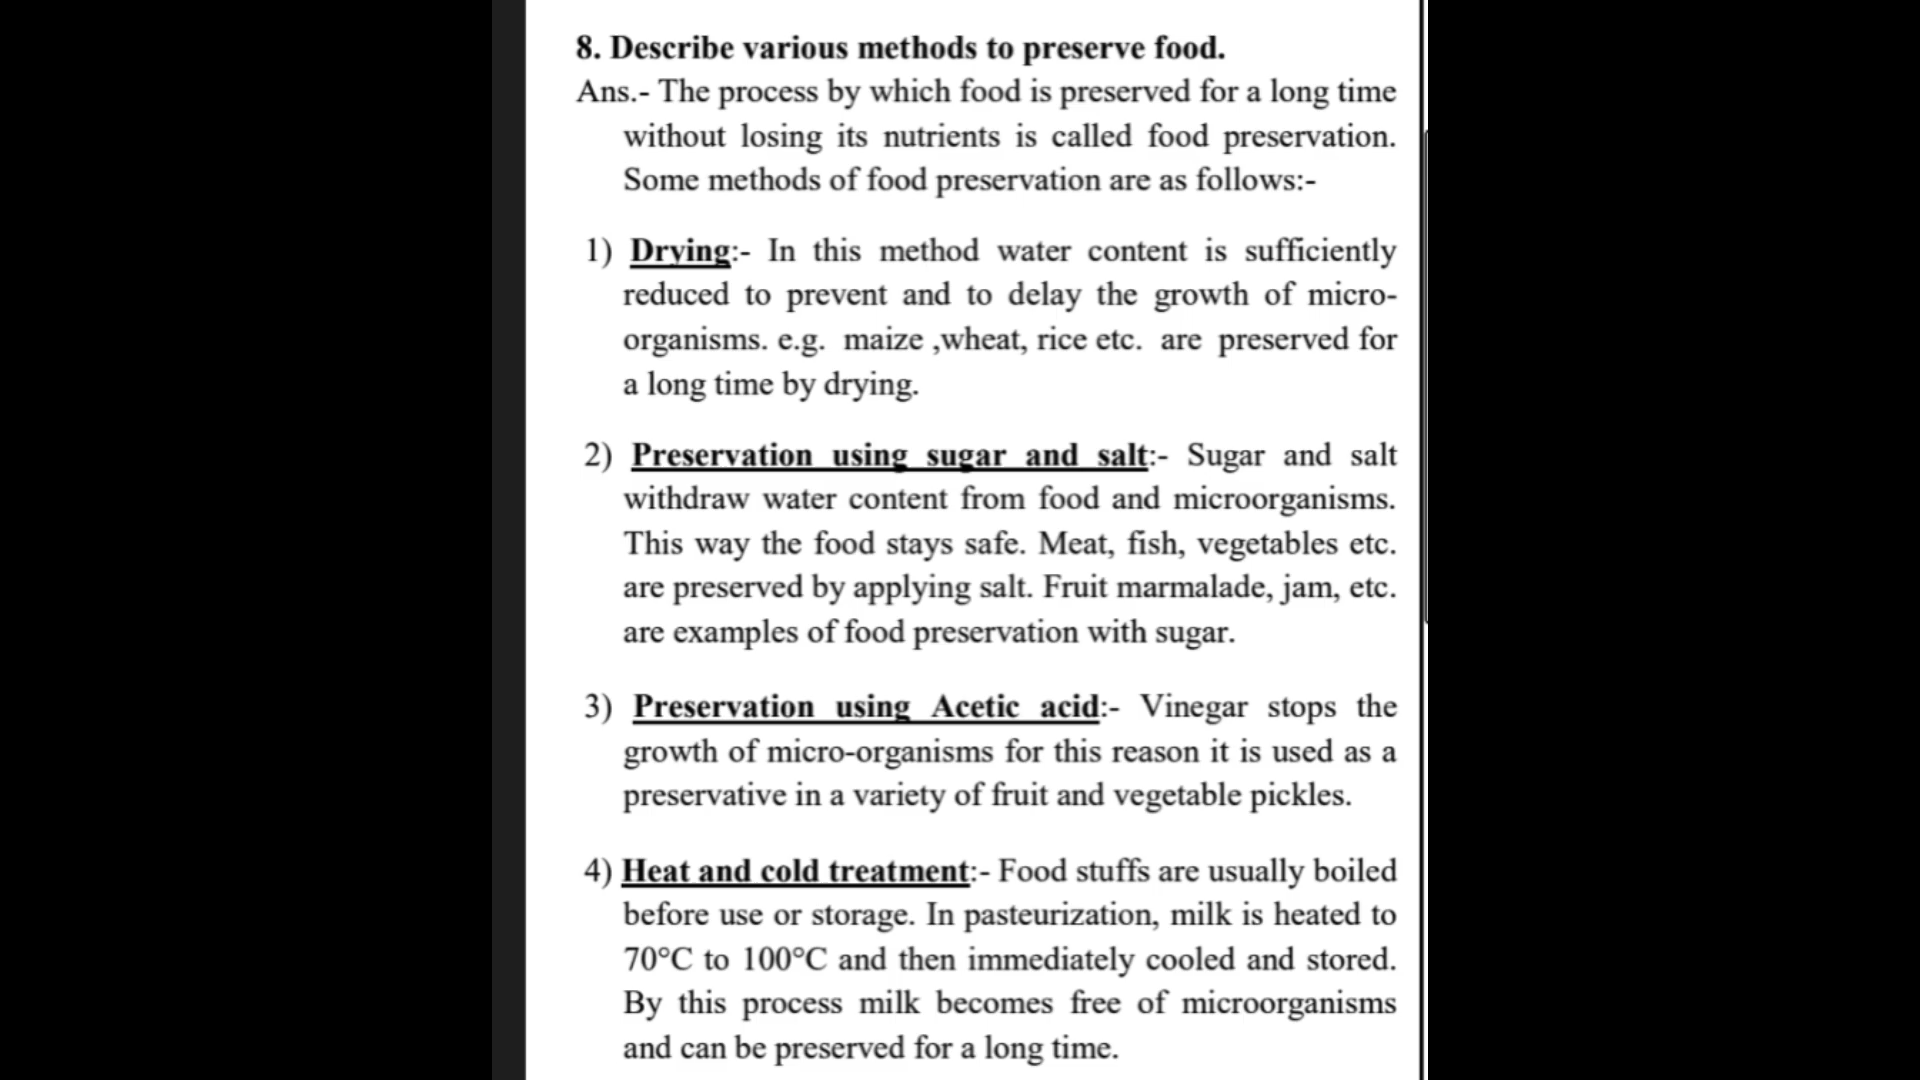 8. Describe various methods to preserve food.
Ans.- The process by which food is preserved for a long time
without losing its nutrients is called food preservation.
Some methods of food preservation are as follows:-
1) Drying:- In this method water content is sufficiently
reduced to prevent and to delay the growth of micro-
organisms. e.g. maize ,wheat, rice etc. are preserved for
a long time by drying.
2) Preservation using sugar and salt:- Sugar and salt
withdraw water content from food and microorganisms.
This way the food stays safe. Meat, fish, vegetables etc.
are preserved by applying salt. Fruit marmalade, jam, etc.
are examples of food preservation with sugar.
3) Preservation using Acetic acid:- Vinegar stops the
growth of micro-organisms for this reason it is used as a
preservative in a variety of fruit and vegetable pickles.
4) Heat and cold treatment:- Food stuffs are usually boiled
before use or storage. In pasteurization, milk is heated to
70°C to 100°C and then immediately cooled and stored.
By this process milk becomes free of microorganisms
and can be preserved for a long time.